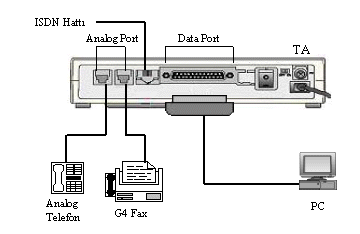 ISDN Hattı
Analog Port
Data Port
TA
Analog
Telefon
G4 Fax
PC